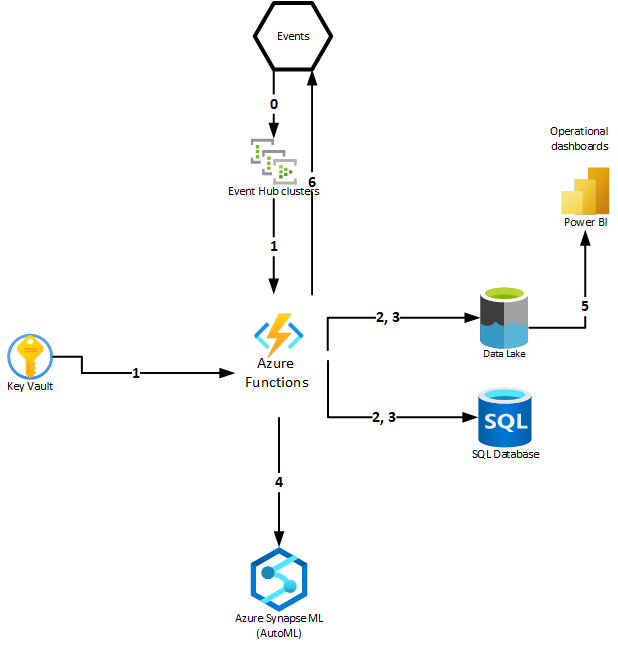 Events
0
Event Hub clusters
6
1
Operational
dashboards
Power BI
5
2, 3
Data Lake
Azure
Functions
1
Key Vault
2, 3
SQL
SQL Database
4
Azure Synapse ML
(AutoML)